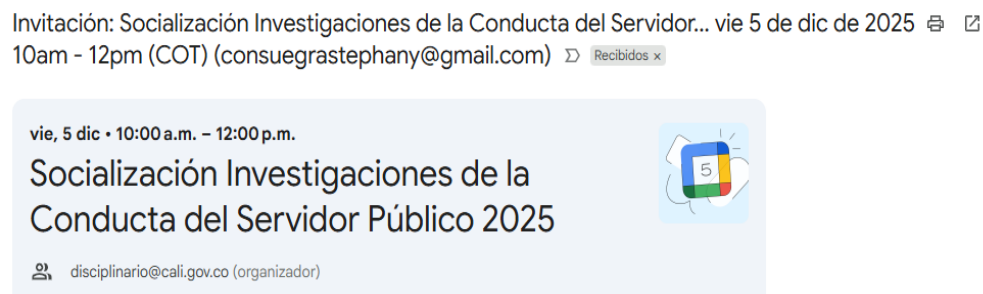 Invitación: Socialización Investigaciones de la Conducta del Servidor... vie 5 de dic de 2025
10am - 12pm (COT) (consuegrastephany@gmail.com) Recibidos x
vie, 5 dic • 10:00 a.m. – 12:00 p.m.
Socialización Investigaciones de la
Conducta del Servidor Público 2025
5
disciplinario@cali.gov.co (organizador)